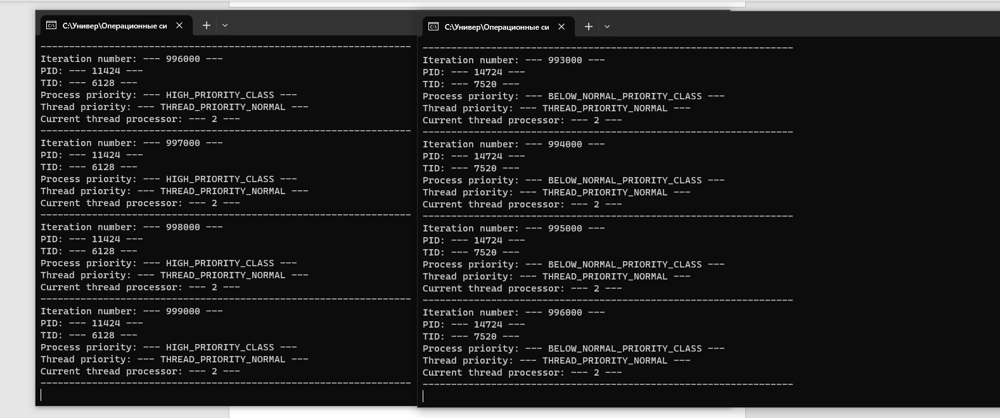 C:\Универ\Операционные си
------------------------------------------------------------------
Iteration number: --- 996000 ---
PID: --- 11424 ---
TID: --- 6128 ---
Process priority: --- HIGH_PRIORITY_CLASS ---
Thread priority: --- THREAD_PRIORITY_NORMAL ---
Current thread processor: --- 2 ---
------------------------------------------------------------------
Iteration number: --- 997000 ---
PID: --- 11424 ---
TID: --- 6128 ---
Process priority: --- HIGH_PRIORITY_CLASS ---
Thread priority: --- THREAD_PRIORITY_NORMAL ---
Current thread processor: --- 2 ---
------------------------------------------------------------------
Iteration number: --- 998000 ---
PID: --- 11424 ---
TID: --- 6128 ---
Process priority: --- HIGH_PRIORITY_CLASS ---
Thread priority: --- THREAD_PRIORITY_NORMAL ---
Current thread processor: --- 2 ---
------------------------------------------------------------------
Iteration number: --- 999000 ---
PID: --- 11424 ---
TID: --- 6128 ---
Process priority: --- HIGH_PRIORITY_CLASS ---
Thread priority: --- THREAD_PRIORITY_NORMAL ---
Current thread processor: --- 2 ---
------------------------------------------------------------------
C:\Универ\Операционные си
------------------------------------------------------------------
Iteration number: --- 993000 ---
PID: --- 14724 ---
TID: --- 7520 ---
Process priority: --- BELOW_NORMAL_PRIORITY_CLASS ---
Thread priority: --- THREAD_PRIORITY_NORMAL ---
Current thread processor: --- 2 ---
------------------------------------------------------------------
Iteration number: --- 994000 ---
PID: --- 14724 ---
TID: --- 7520 ---
Process priority: --- BELOW_NORMAL_PRIORITY_CLASS ---
Thread priority: --- THREAD_PRIORITY_NORMAL ---
Current thread processor: --- 2 ---
------------------------------------------------------------------
Iteration number: --- 995000 ---
PID: --- 14724 ---
TID: --- 7520 ---
Process priority: --- BELOW_NORMAL_PRIORITY_CLASS ---
Thread priority: --- THREAD_PRIORITY_NORMAL ---
Current thread processor: --- 2 ---
------------------------------------------------------------------
Iteration number: --- 996000 ---
PID: --- 14724 ---
TID: --- 7520 ---
Process priority: --- BELOW_NORMAL_PRIORITY_CLASS ---
Thread priority: --- THREAD_PRIORITY_NORMAL ---
Current thread processor: --- 2 ---
------------------------------------------------------------------